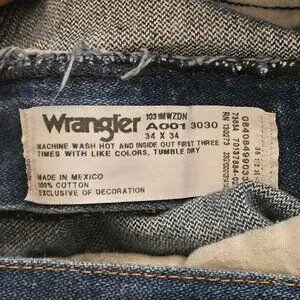 Wrangler
1031MWZDN
A001 3030
34 X 34
MACHINE WASH HOT AND INSIDE OUT FIRST THREE
TIMES WITH LIKE COLORS, TUMBLE DRY
MADE IN MEXICO
100% COTTON
EXCLUSIVE OF DECORATION